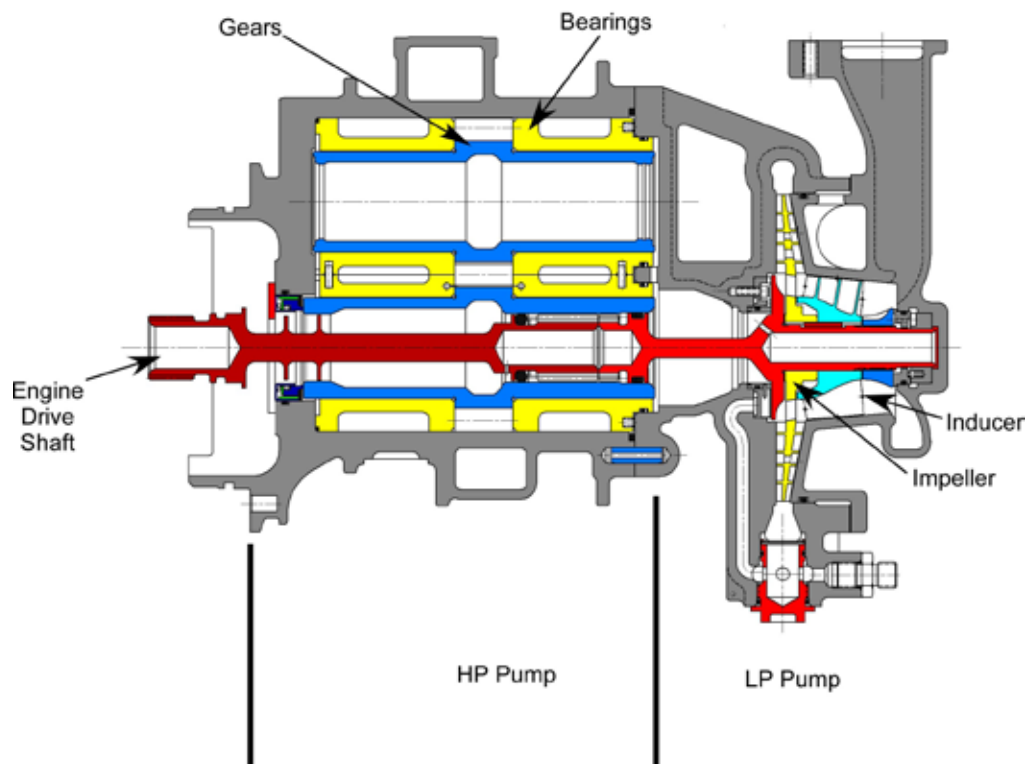 Gears
Bearings
Engine
Drive
Shaft
Inducer
Impeller
HP Pump
LP Pump